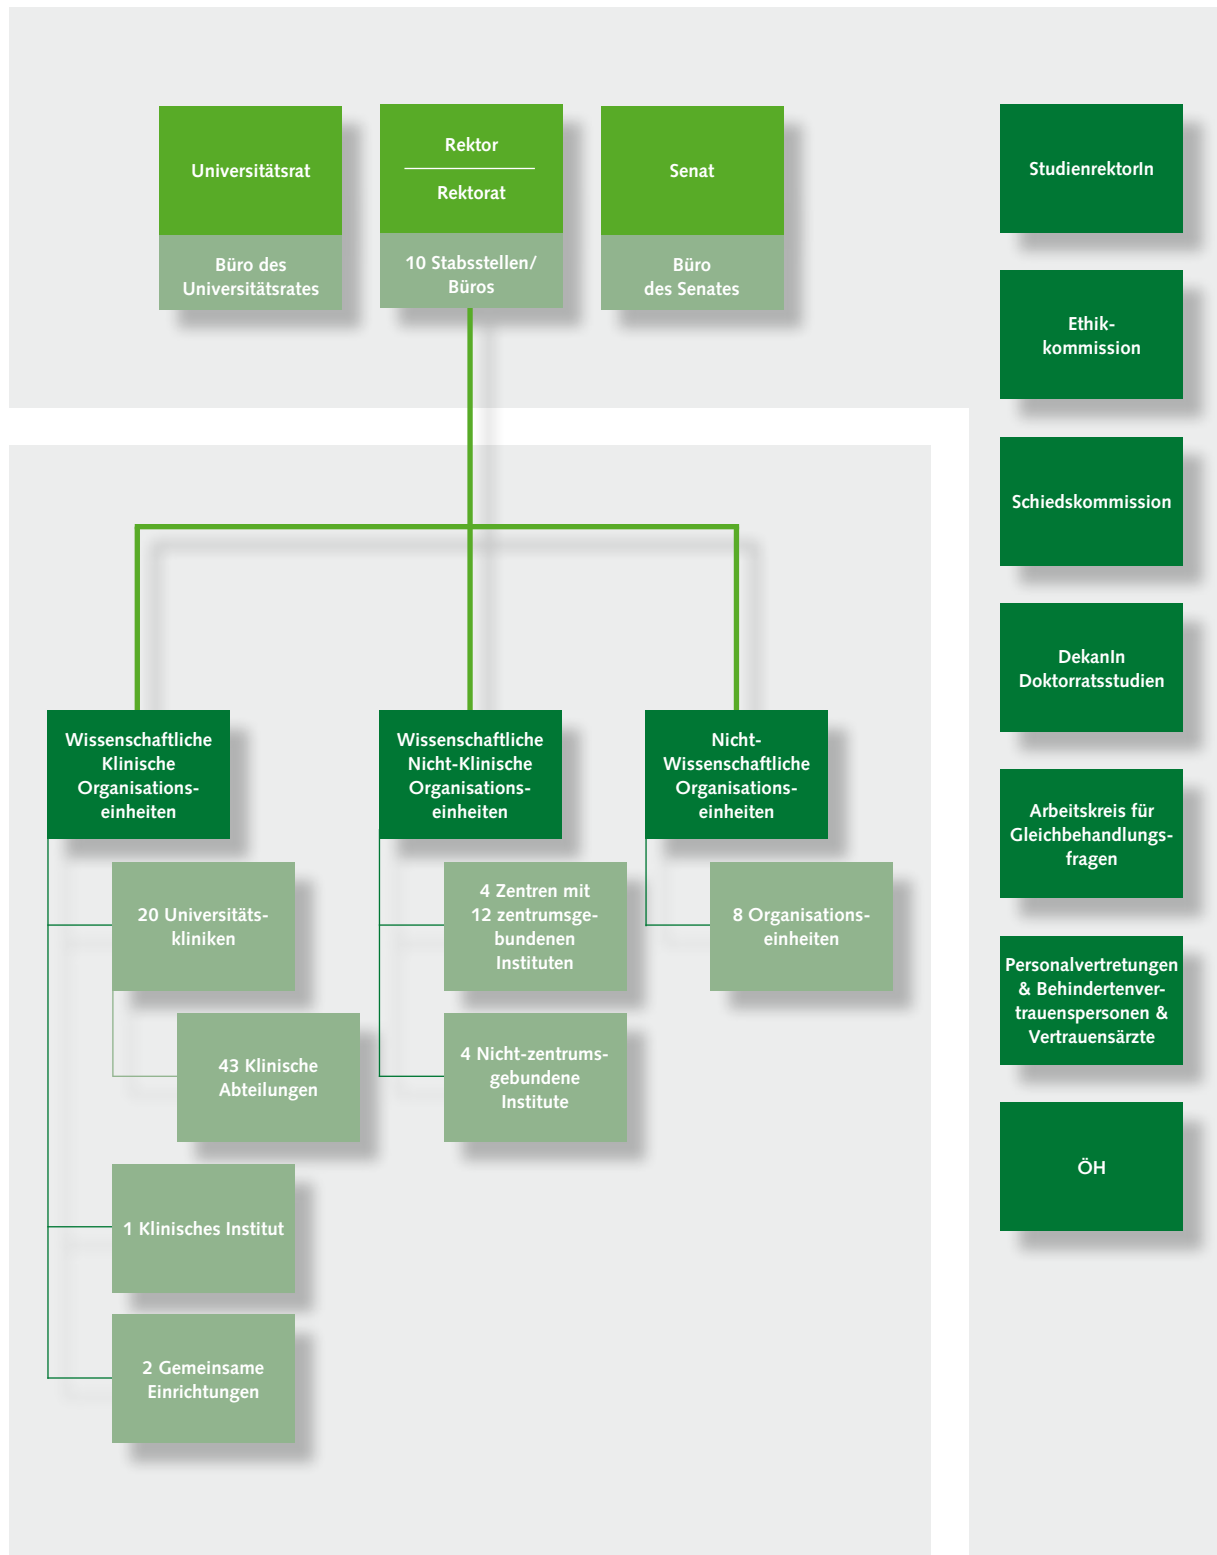 Universitätsrat
Büro des
Universitätsrates
Rektor
Rektorat
10 Stabsstellen/
Büros
Senat
Büro
des Senates
Wissenschaftliche
Klinische
Organisations-
einheiten
20 Universitäts-
kliniken
43 Klinische
Abteilungen
1 Klinisches Institut
2 Gemeinsame
Einrichtungen
Wissenschaftliche
Nicht-Klinische
Organisations-
einheiten
4 Zentren mit
12 zentrumsge-
bundenen
Instituten
4 Nicht-zentrums-
gebundene
Institute
Nicht-
Wissenschaftliche
Organisations-
einheiten
8 Organisations-
einheiten
StudienrektorIn
Ethik-
kommission
Schiedskommission
DekanIn
Doktorratsstudien
Arbeitskreis für
Gleichbehandlungs-
fragen
Personalvertretungen
& Behindertenver-
trauenspersonen &
Vertrauensärzte
ÖH